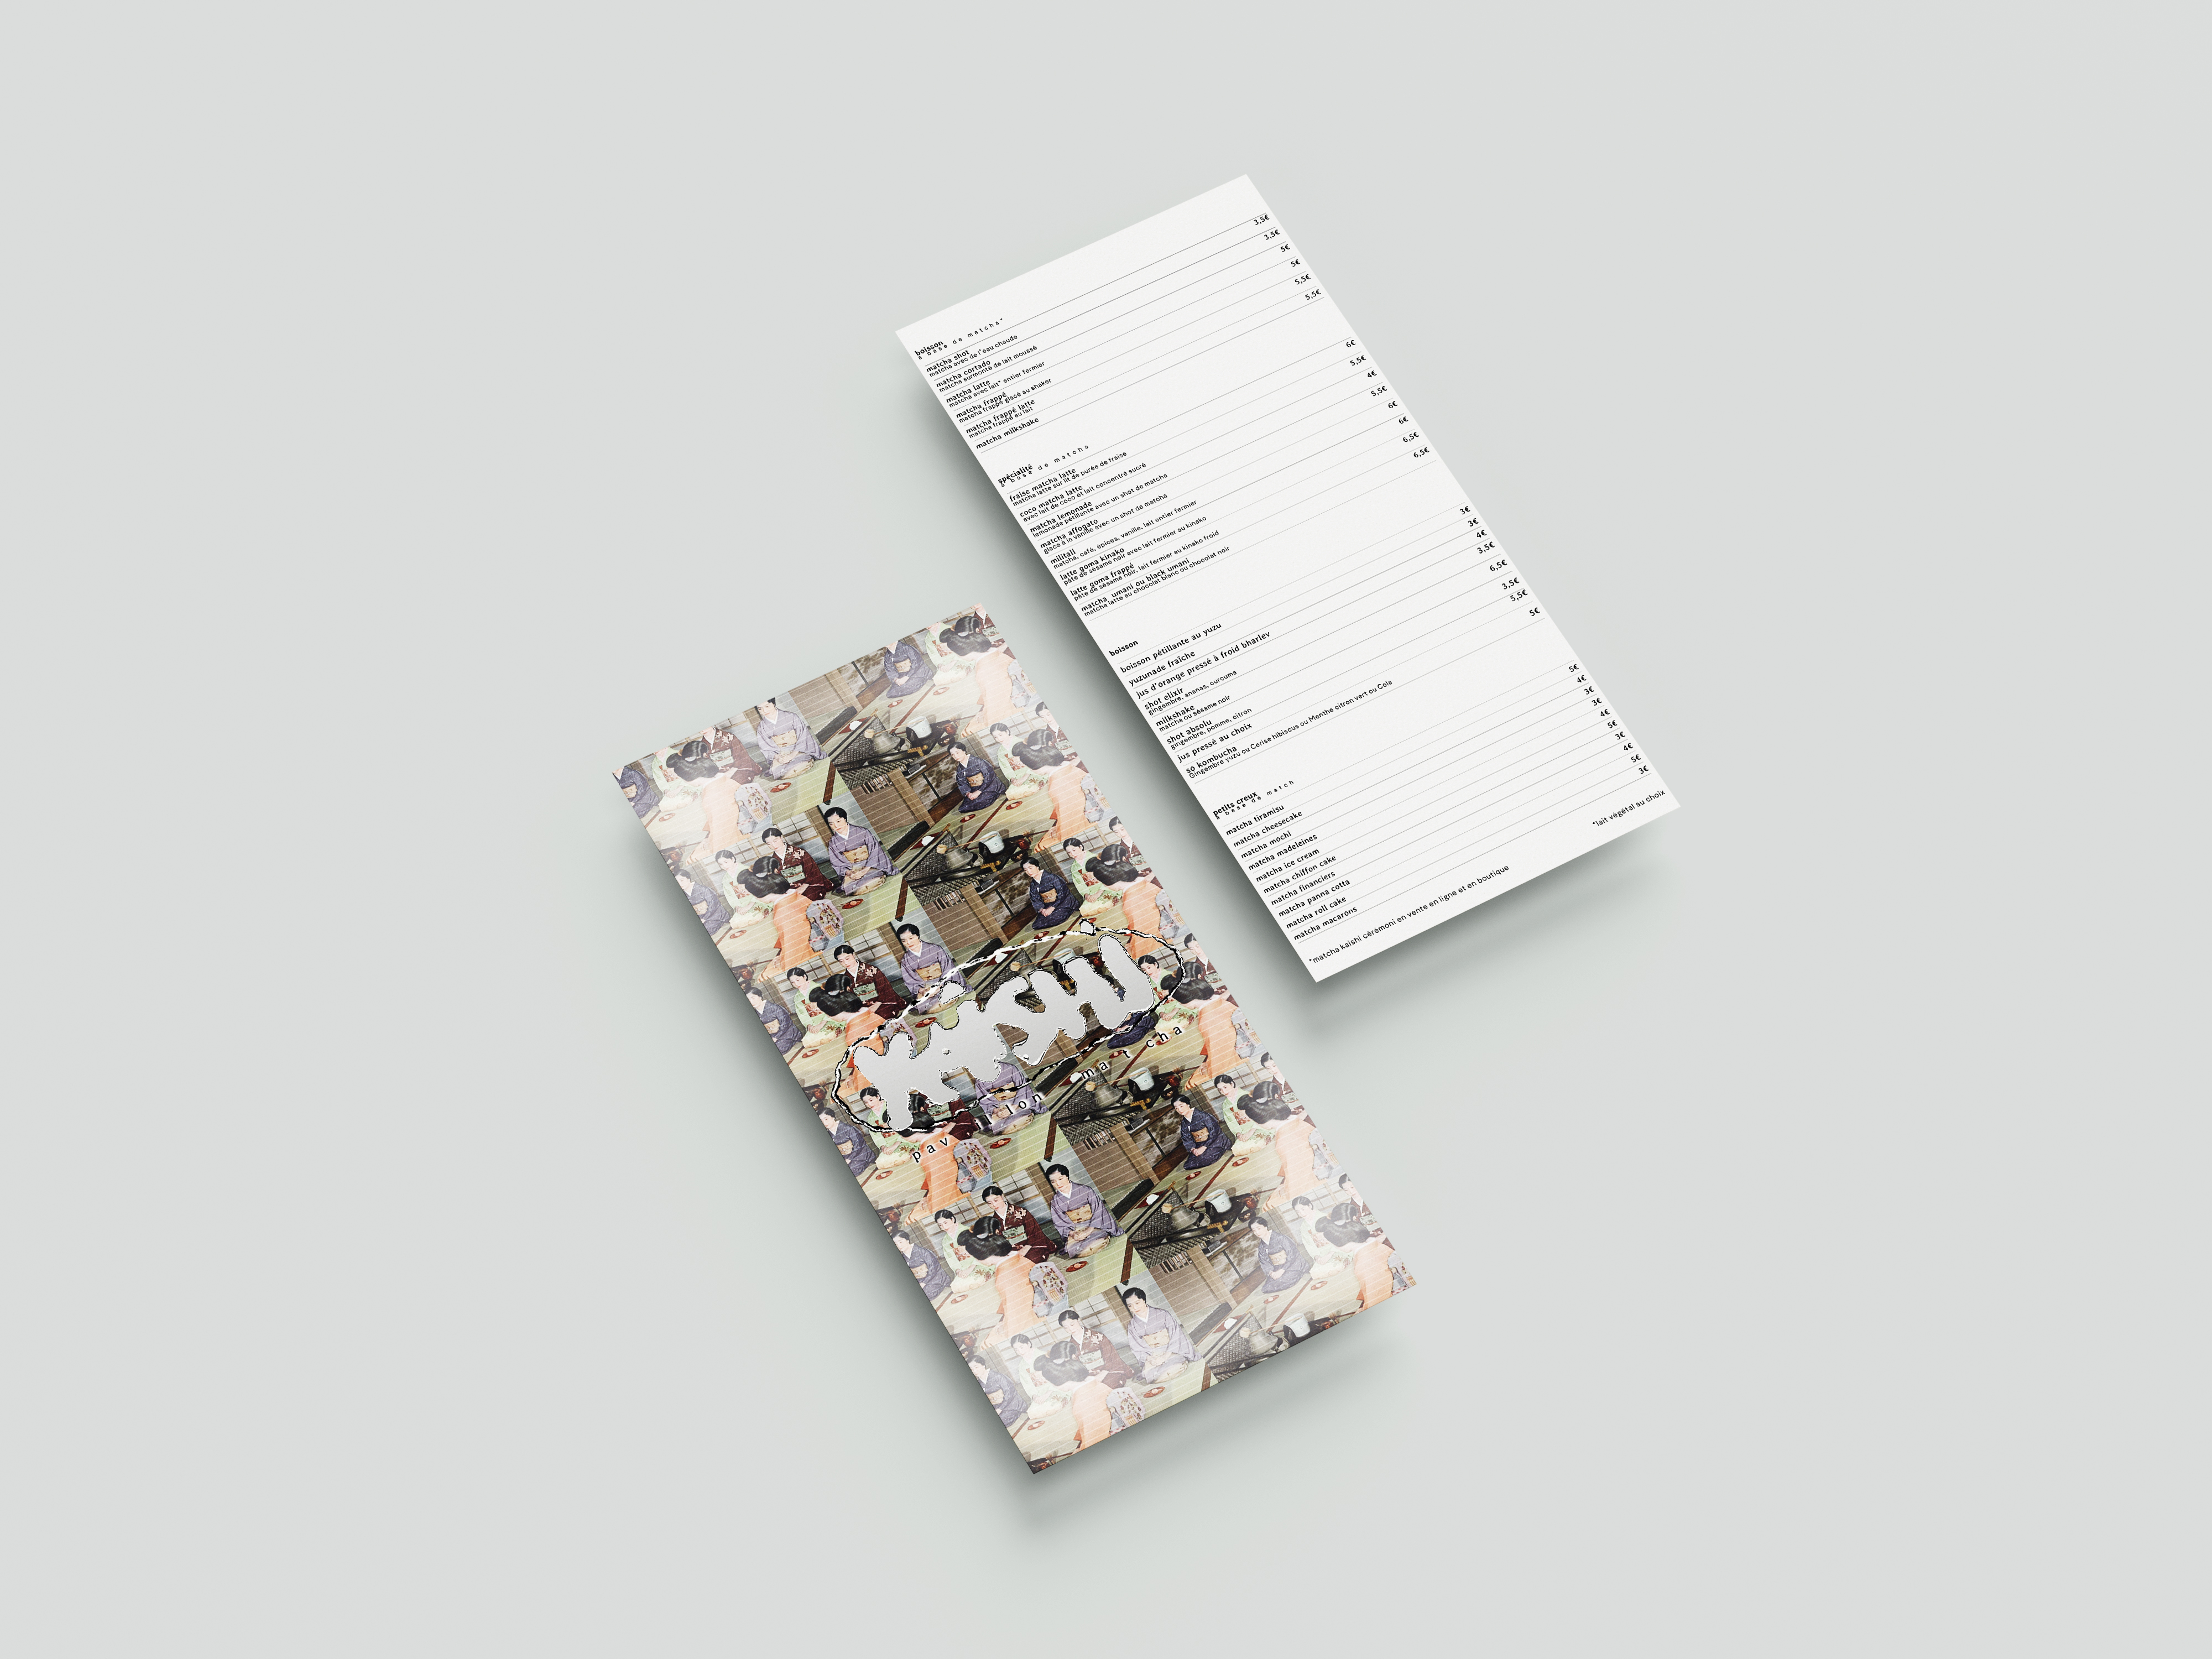 boisson
à base de matcha*
matcha shot 3,5€
matcha avec de l'eau chaude
matcha cortado 3,5€
matcha surmonté de lait moussé
matcha latte 5€
matcha avec lait* entier fermier
matcha frappé 5€
matcha frappé glacé au shaker
matcha frappé latte 5,5€
matcha frappé au lait
matcha milkshake 5,5€
spécialité
à base de matcha
fraise matcha latte 6€
matcha latte sur lit de purée de fraise
coco matcha latte 5,5€
avec lait de coco et lait concentré sucré
matcha lemonade 4€
lemonade pétillante avec un shot de matcha
matcha affogato 5,5€
glace à la vanille avec un shot de matcha
militali 6€
matcha, café, épices, vanille, lait entier fermier
latte goma kinako 6€
pâte de sésame noir avec lait fermier au kinako
latte goma frappé 6,5€
pâte de sésame noir, lait fermier au kinako froid
matcha umani ou black umani 6,5€
matcha latte au chocolat blanc ou chocolat noir
boisson
boisson pétillante au yuzu 3€
yuzunade fraîche 3€
jus d'orange pressé à froid bharlev 4€
shot elixir 3,5€
gingembre, ananas, curcuma
milkshake 6,5€
matcha ou sésame noir
shot absolu 3,5€
gingembre, pomme, citron
jus pressé au choix 5,5€
so kombucha 5€
Gingembre yuzu ou Cerise hibiscus ou Menthe citron vert ou Cola
petits creux
à base de match
matcha tiramisu 5€
matcha cheesecake 4€
matcha mochi 3€
matcha madeleines 3€
matcha ice cream 4€
matcha chiffon cake 5€
matcha financiers 3€
matcha panna cotta 4€
matcha roll cake 5€
matcha macarons 3€
*lait végétal au choix
*matcha kaishi cérémoni en vente en ligne et en boutique
KAISHU
pavillon matcha